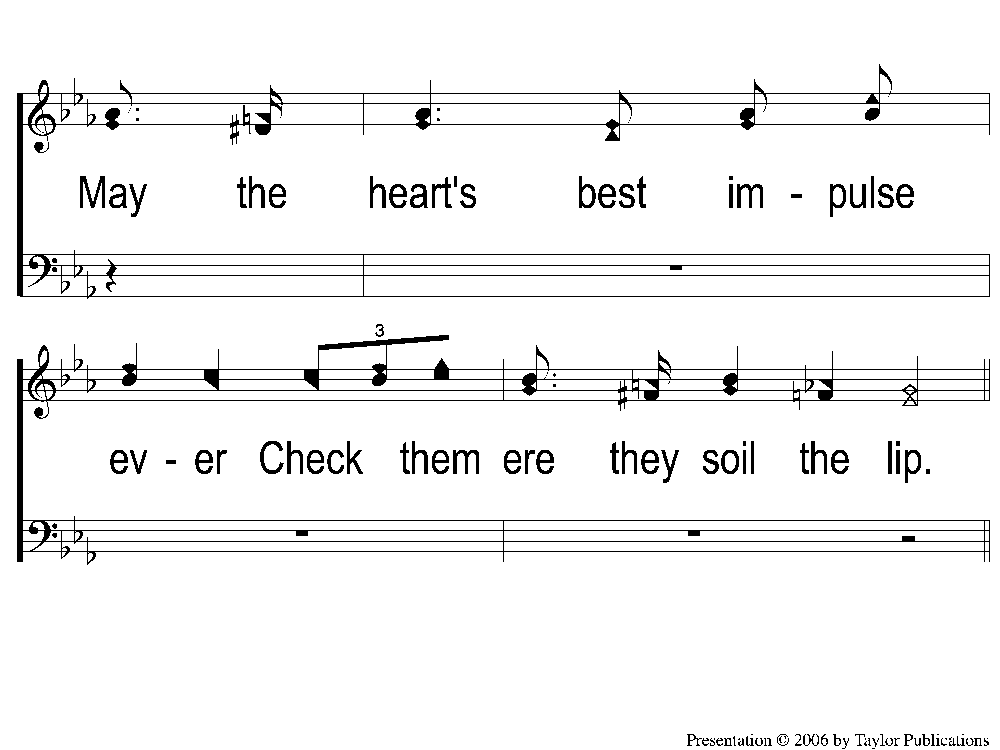 May the heart's best im - pulse
3
ev - er Check them ere they soil the lip.
Presentation © 2006 by Taylor Publications